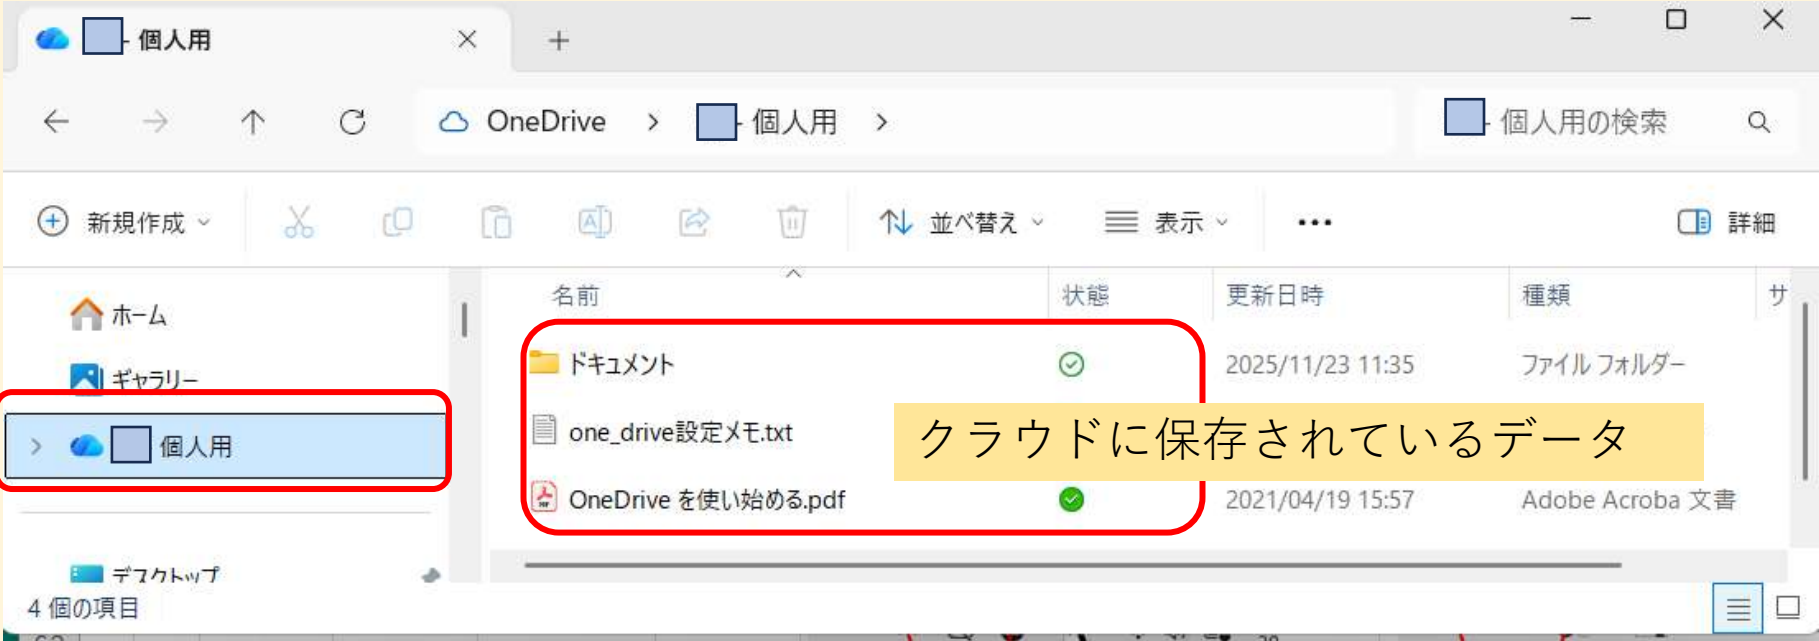 - 個人用
OneDrive > - 個人用 >
- 個人用の検索
新規作成
並べ替え
表示
詳細
名前 状態 更新日時 種類 サ
ホーム
ギャラリー
個人用
デスクトップ
ドキュメント 2025/11/23 11:35 ファイル フォルダー
one_drive設定メモ.txt
クラウドに保存されているデータ
OneDrive を使い始める.pdf 2021/04/19 15:57 Adobe Acroba 文書
4 個の項目